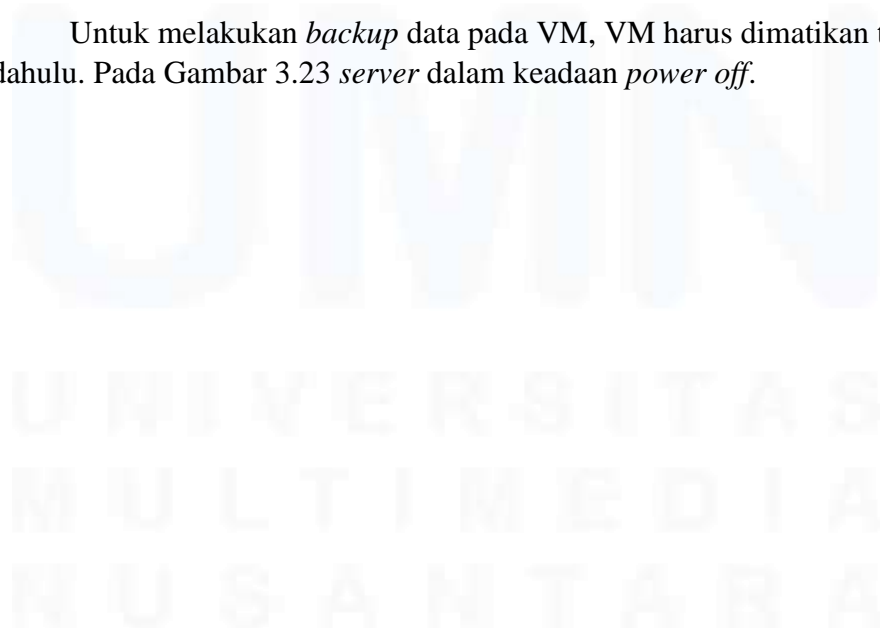 Untuk melakukan backup data pada VM, VM harus dimatikan t
dahulu. Pada Gambar 3.23 server dalam keadaan power off.
UMN
UNIVERSITAS
MULTIMEDIA
NUSANTARA